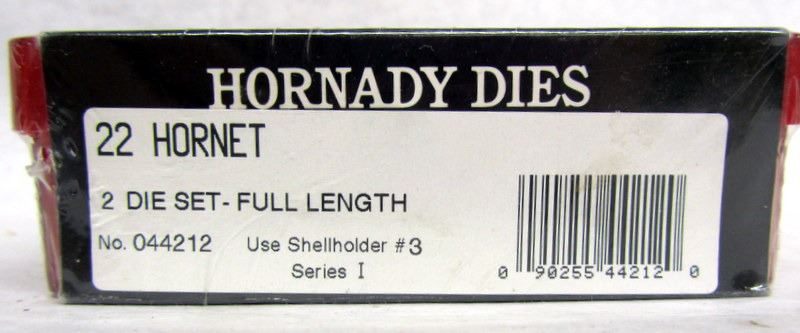 HORNADY DIES
22 HORNET
2 DIE SET- FULL LENGTH
No. 044212 Use Shellholder #3
Series I
0 90255 44212 0